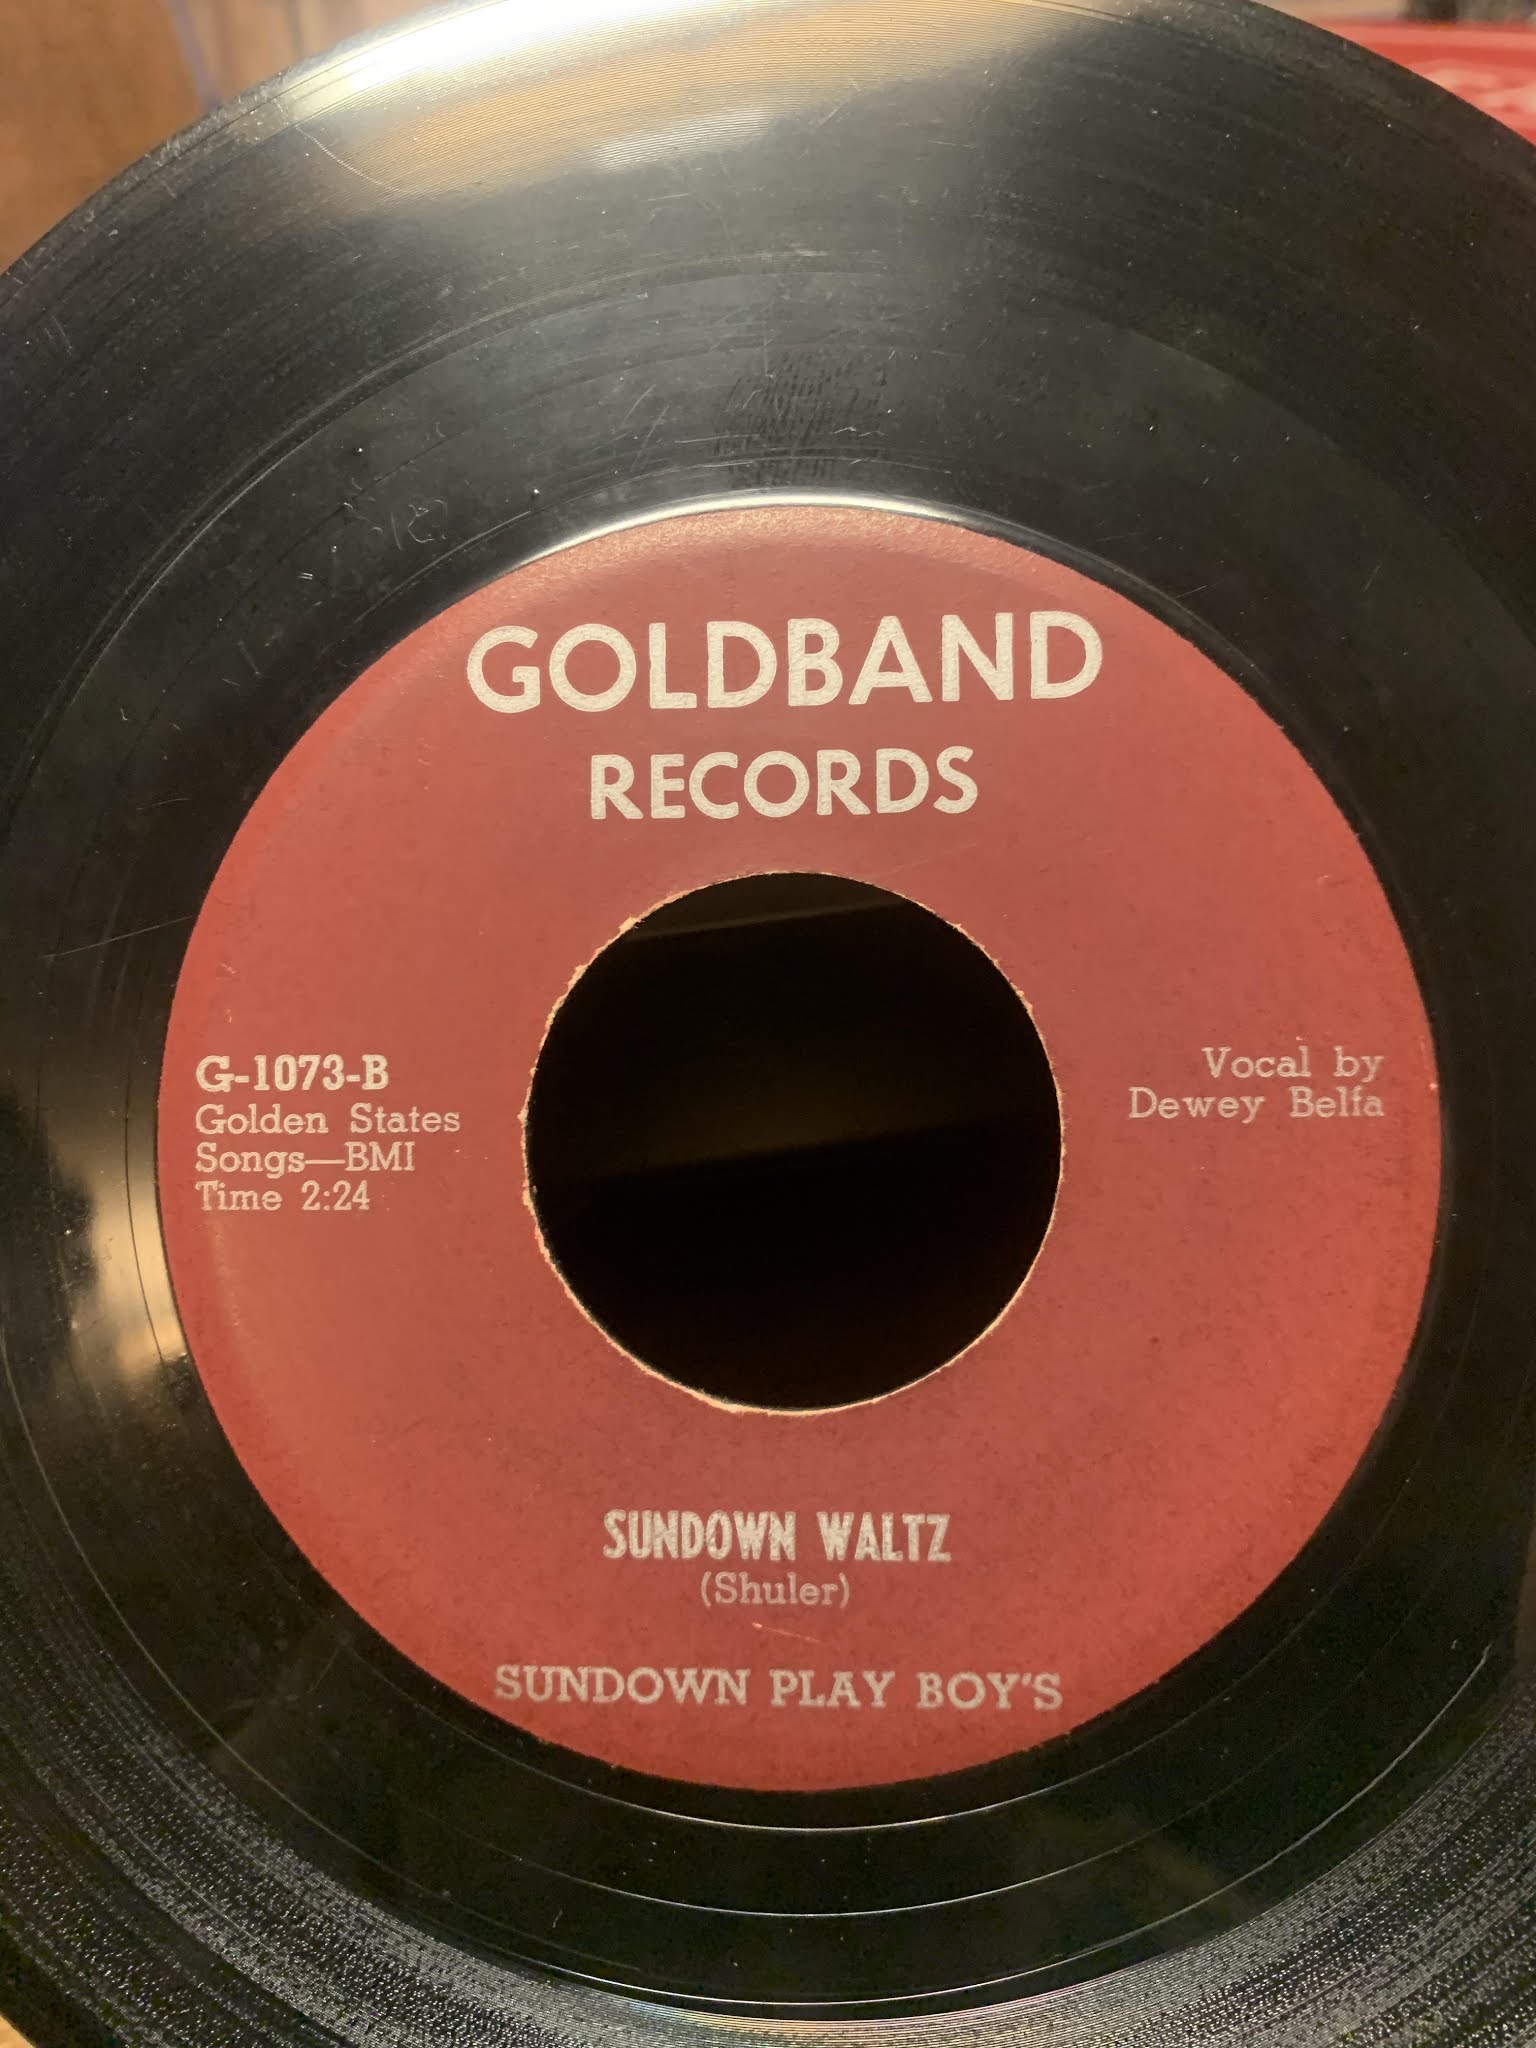 GOLDBAND
RECORDS
G-1073-B
Golden States
Songs—BMI
Time 2:24
Vocal by
Dewey Belfa
SUNDOWN WALTZ
(Shuler)
SUNDOWN PLAY BOY'S